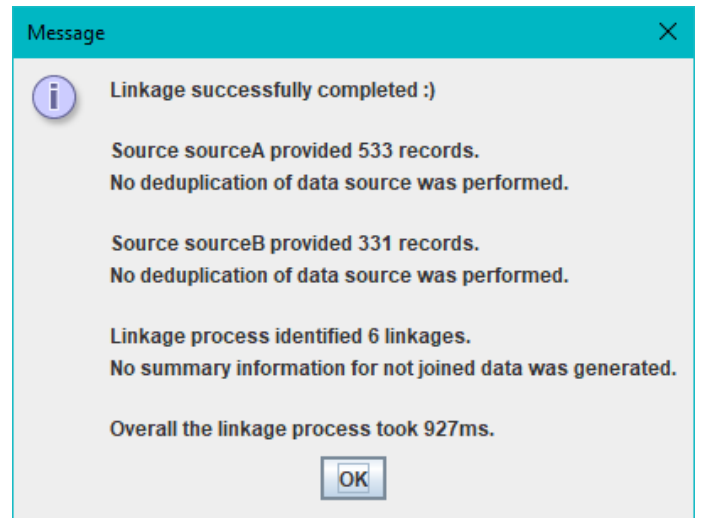 Message
Linkage successfully completed :)
Source sourceA provided 533 records.
No deduplication of data source was performed.
Source sourceB provided 331 records.
No deduplication of data source was performed.
Linkage process identified 6 linkages.
No summary information for not joined data was generated.
Overall the linkage process took 927ms.
OK